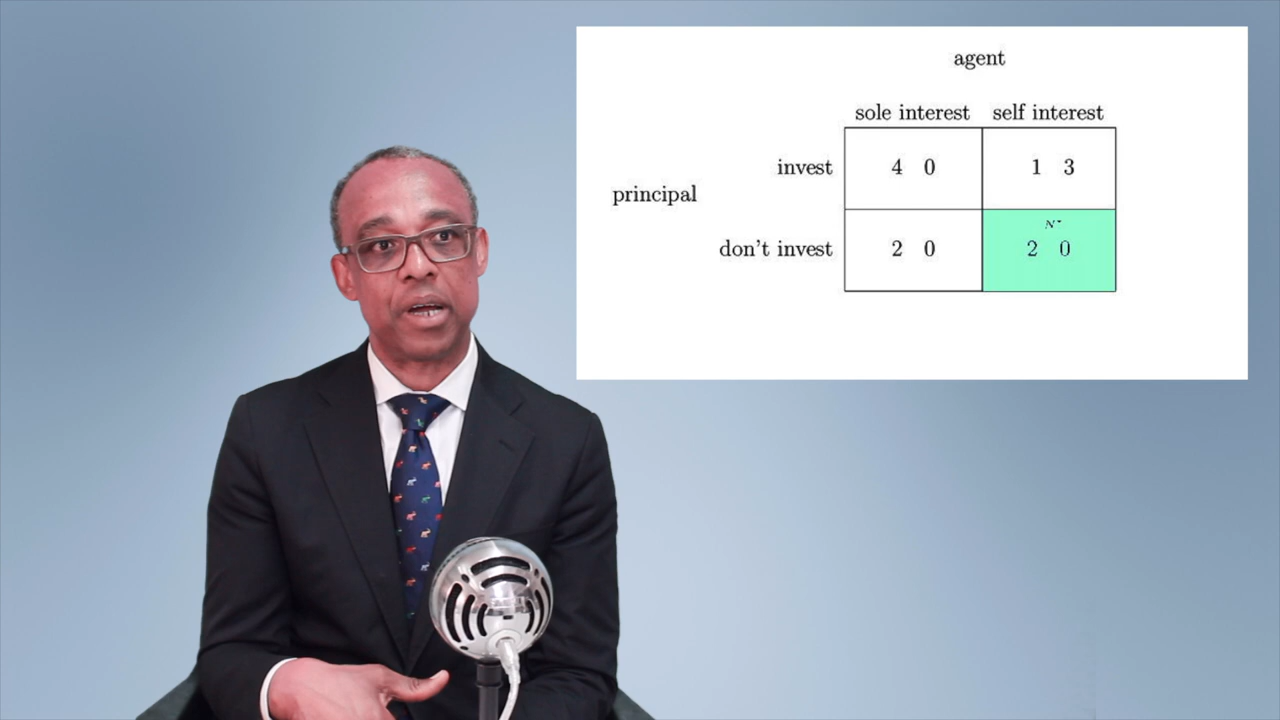 agent
sole interest self interest
invest 4 0 1 3
principal
N*
don't invest 2 0 2 0